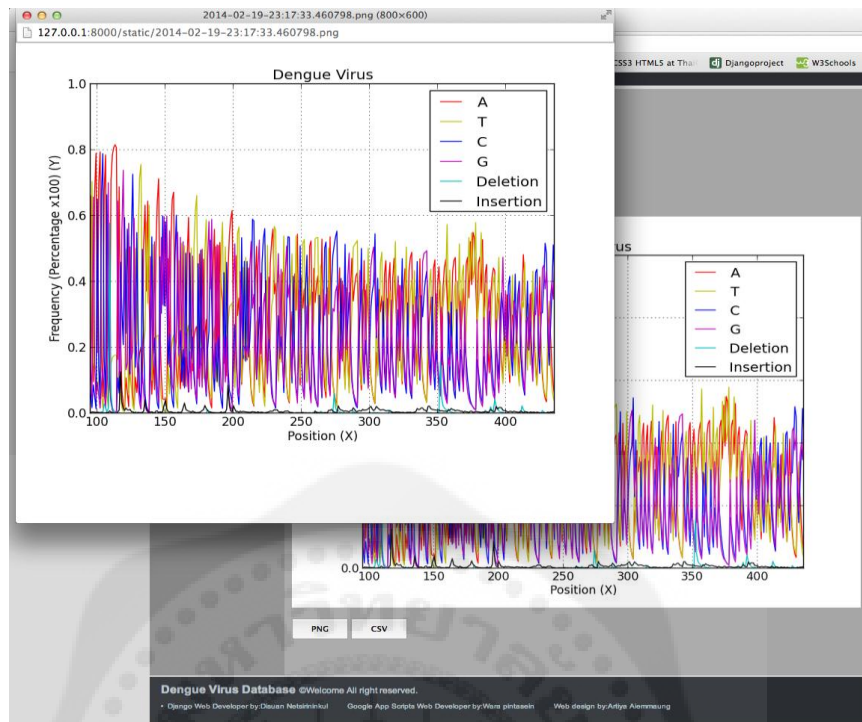 2014-02-19-23:17:33.460798.png (800×600)
127.0.0.1:8000/static/2014-02-19-23:17:33.460798.png
CSS3 HTML5 at Thai
dj Djangoproject
W3Schools
Dengue Virus
Frequency (Percentage x100) (Y)
1.0
0.8
0.6
0.4
0.2
0.0
A
T
C
G
Deletion
Insertion
100 150 200 250 300 350 400
Position (X)
rus
A
T
C
G
Deletion
Insertion
0.0
100 150 200 250 300 350 400
Position (X)
PNG CSV
Dengue Virus Database ©Welcome All right reserved.
• Django Web Developer by:Disuan Netsirininkul Google App Scripts Web Developer by:Wara pintasein Web design by:Artiya Aiemmaung